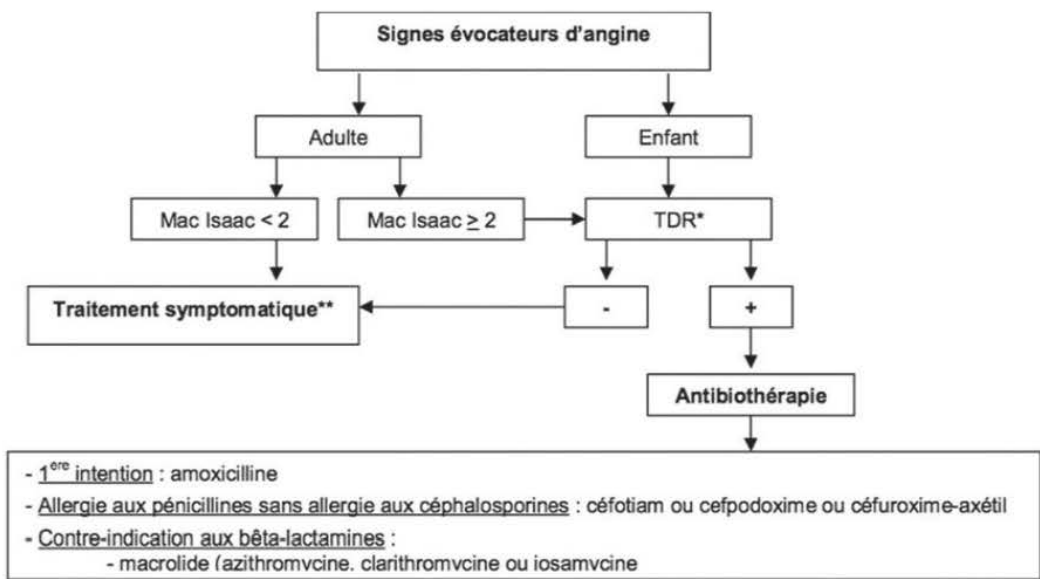 Signes évocateurs d'angine
Adulte
Enfant
Mac Isaac < 2
Mac Isaac ≥ 2
TDR*
Traitement symptomatique**
-
+
Antibiothérapie
- 1ère intention : amoxicilline
- Allergie aux pénicillines sans allergie aux céphalosporines : céfotiam ou cefpodoxime ou céfuroxime-axétil
- Contre-indication aux bêta-lactamines :
- macrolide (azithromycine, clarithromycine ou josamycine